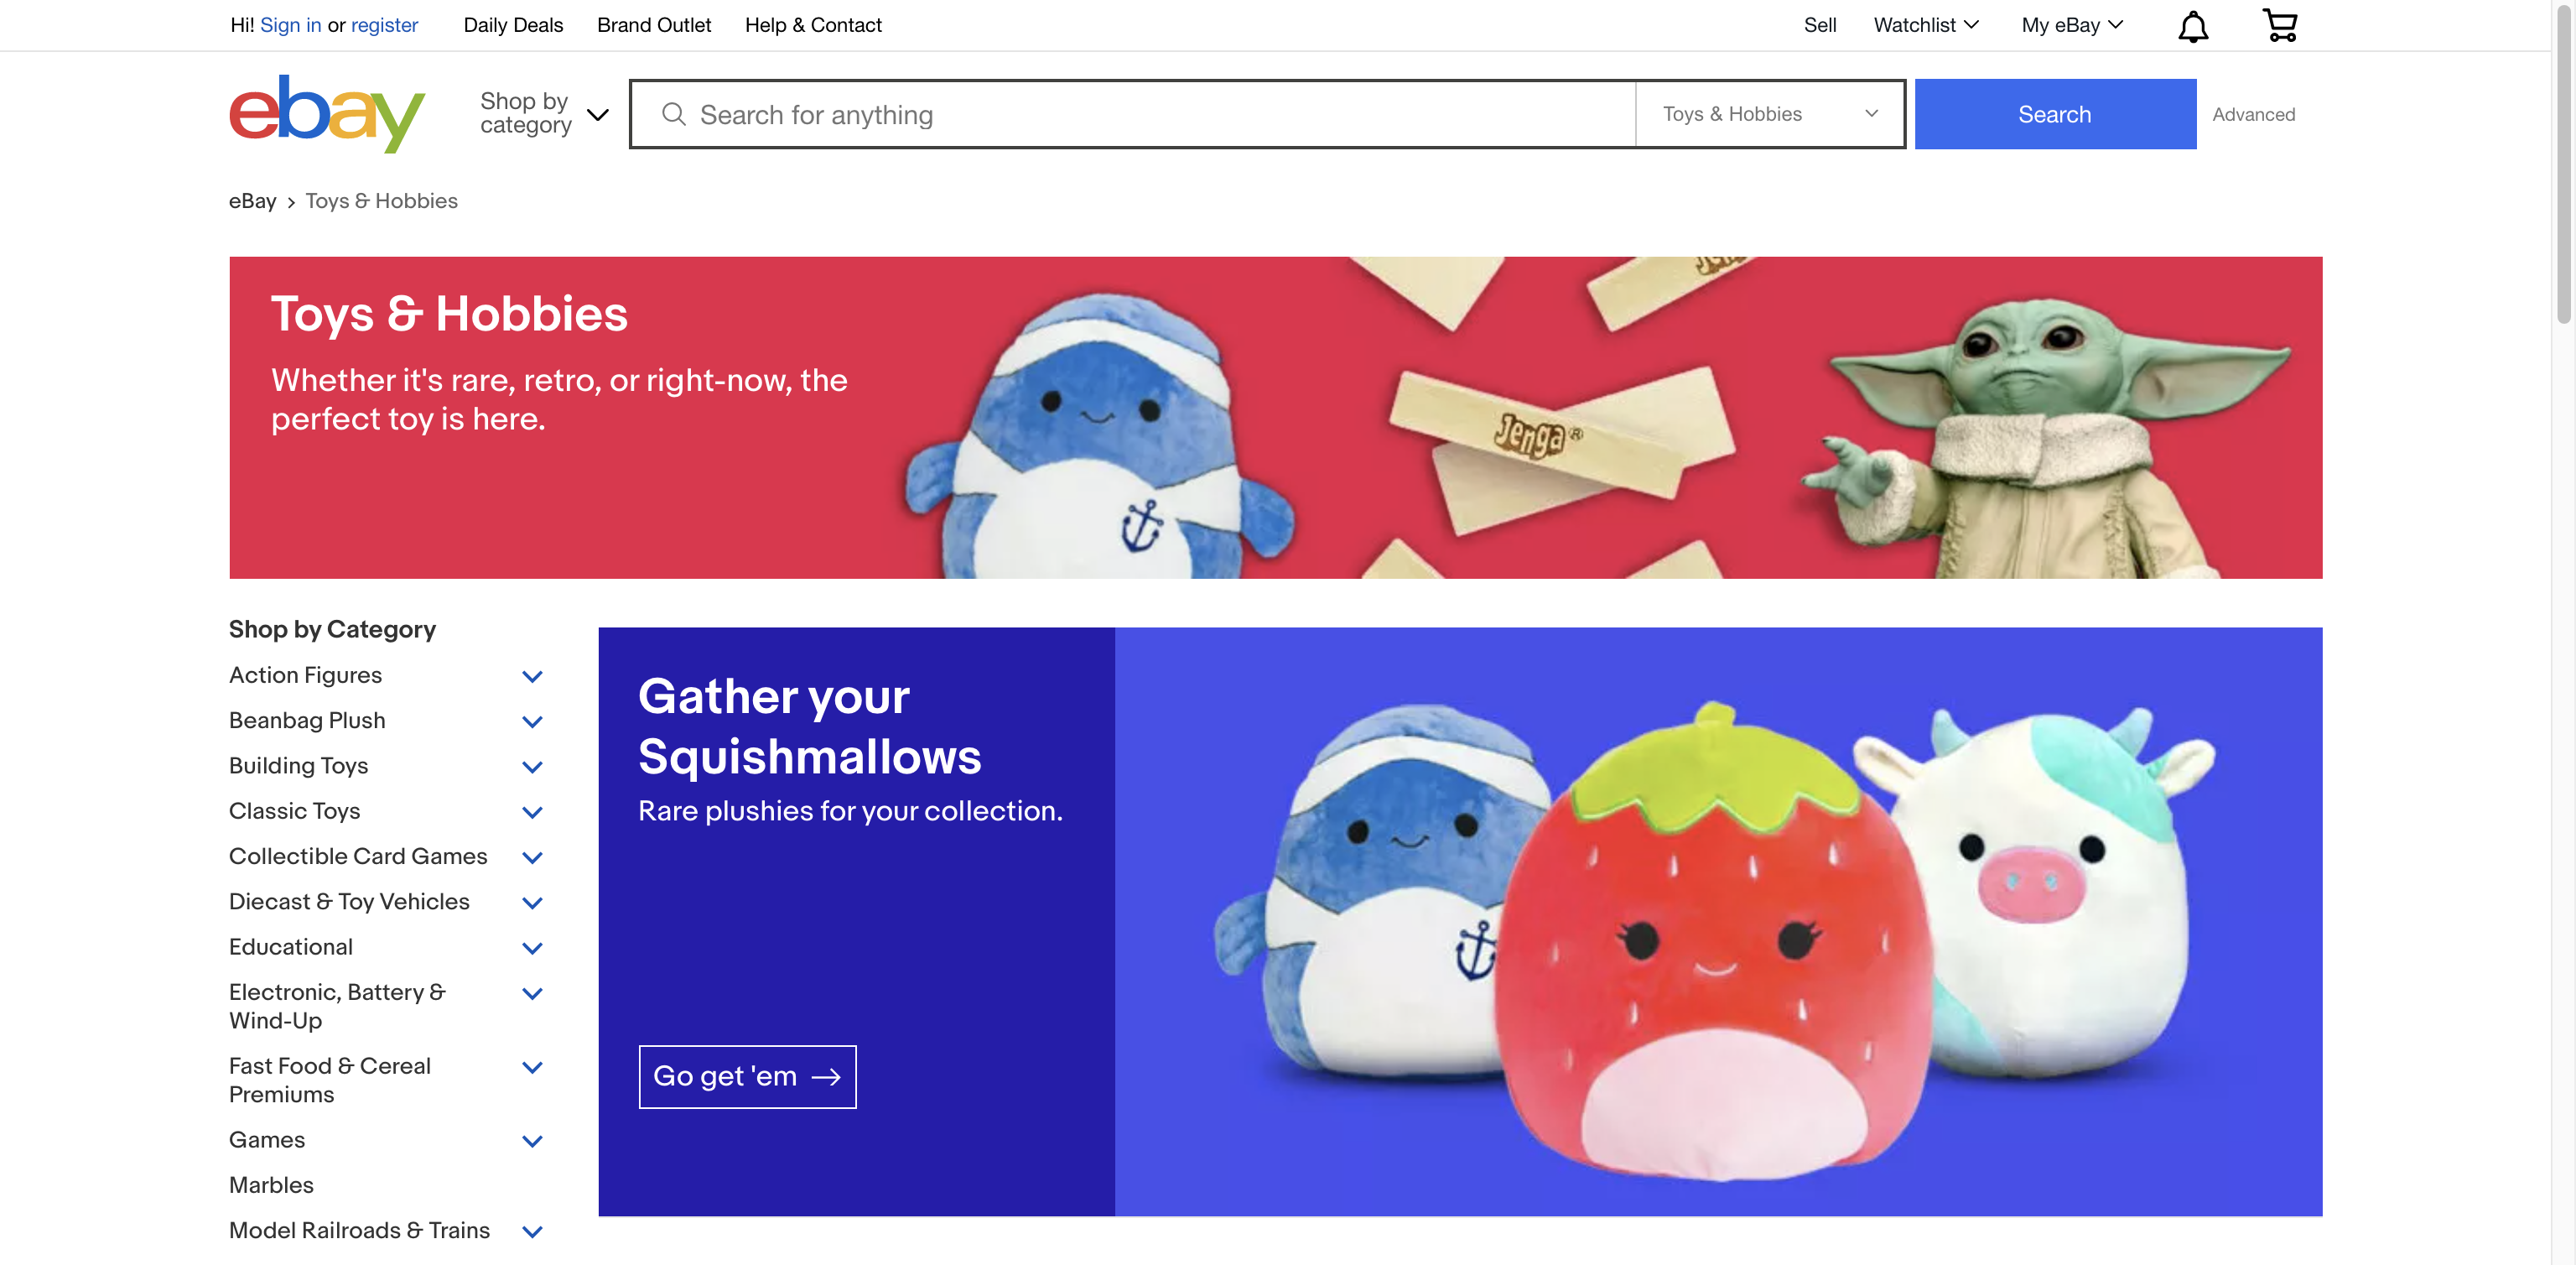 Hi! Sign in or register
Daily Deals
Brand Outlet
Help & Contact
Sell
Watchlist
My eBay
ebay
Shop by
category
Search for anything
Toys & Hobbies
Search
Advanced
eBay > Toys & Hobbies
Toys & Hobbies
Whether it's rare, retro, or right-now, the
perfect toy is here.
Jenga®
Shop by Category
Action Figures
Beanbag Plush
Building Toys
Classic Toys
Collectible Card Games
Diecast & Toy Vehicles
Educational
Electronic, Battery &
Wind-Up
Fast Food & Cereal
Premiums
Games
Marbles
Model Railroads & Trains
Gather your
Squishmallows
Rare plushies for your collection.
Go get 'em →